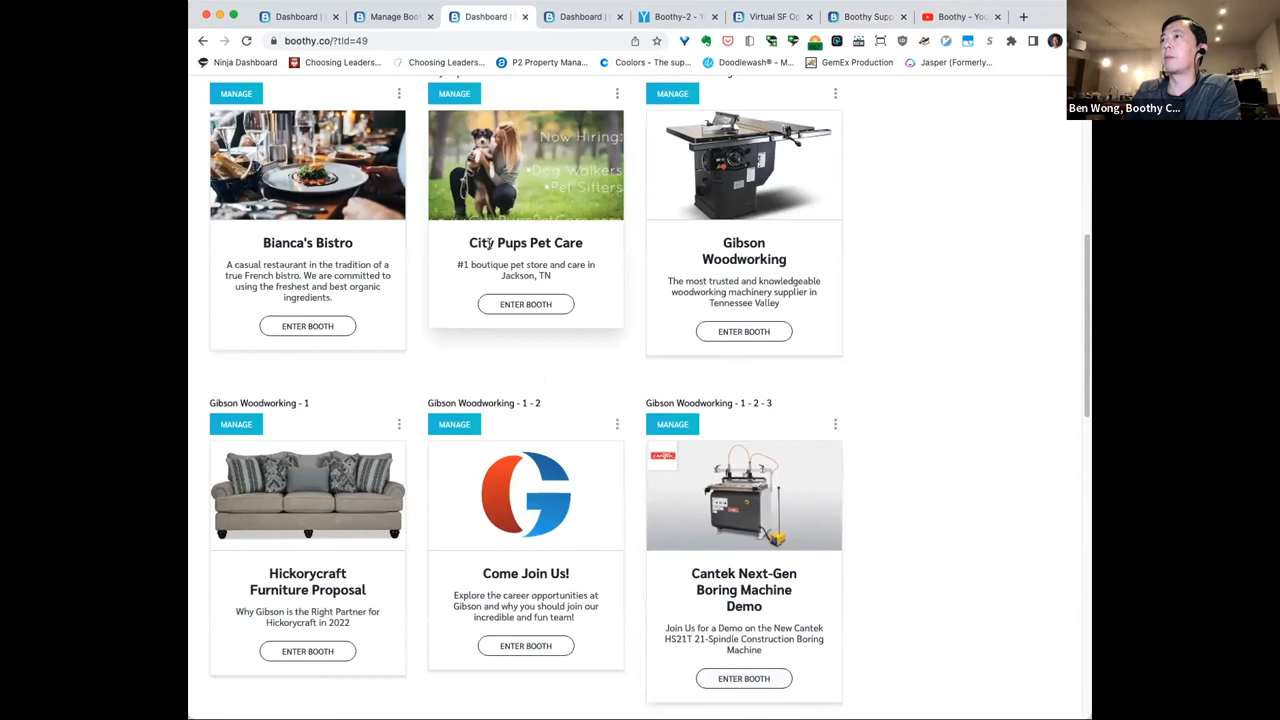 Dashboard |
Manage Boo
Dashboard |
Dashboard |
Boothy-2 - Y
Virtual SF Op
Boothy Supp
Boothy - You
boothy.co/?tld=49
Ninja Dashboard
Choosing Leaders...
Choosing Leaders...
P2 Property Mana...
Coolors - The sup...
Doodlewash® - M...
GemEx Production
Jasper (Formerly...
Ben Wong, Boothy C...
MANAGE
MANAGE
MANAGE
Now Hiring:
•Dog Walkers
•Pet Sitters
Bianca's Bistro
A casual restaurant in the tradition of a
true French bistro. We are committed to
using the freshest and best organic
ingredients.
ENTER BOOTH
City Pups Pet Care
#1 boutique pet store and care in
Jackson, TN
ENTER BOOTH
Gibson
Woodworking
The most trusted and knowledgeable
woodworking machinery supplier in
Tennessee Valley
ENTER BOOTH
Gibson Woodworking - 1
MANAGE
Hickorycraft
Furniture Proposal
Why Gibson is the Right Partner for
Hickorycraft in 2022
ENTER BOOTH
Gibson Woodworking - 1 - 2
MANAGE
G
Come Join Us!
Explore the career opportunities at
Gibson and why you should join our
incredible and fun team!
ENTER BOOTH
Gibson Woodworking - 1 - 2 - 3
MANAGE
CANTEK
Cantek Next-Gen
Boring Machine
Demo
Join Us for a Demo on the New Cantek
HS21T 21-Spindle Construction Boring
Machine
ENTER BOOTH